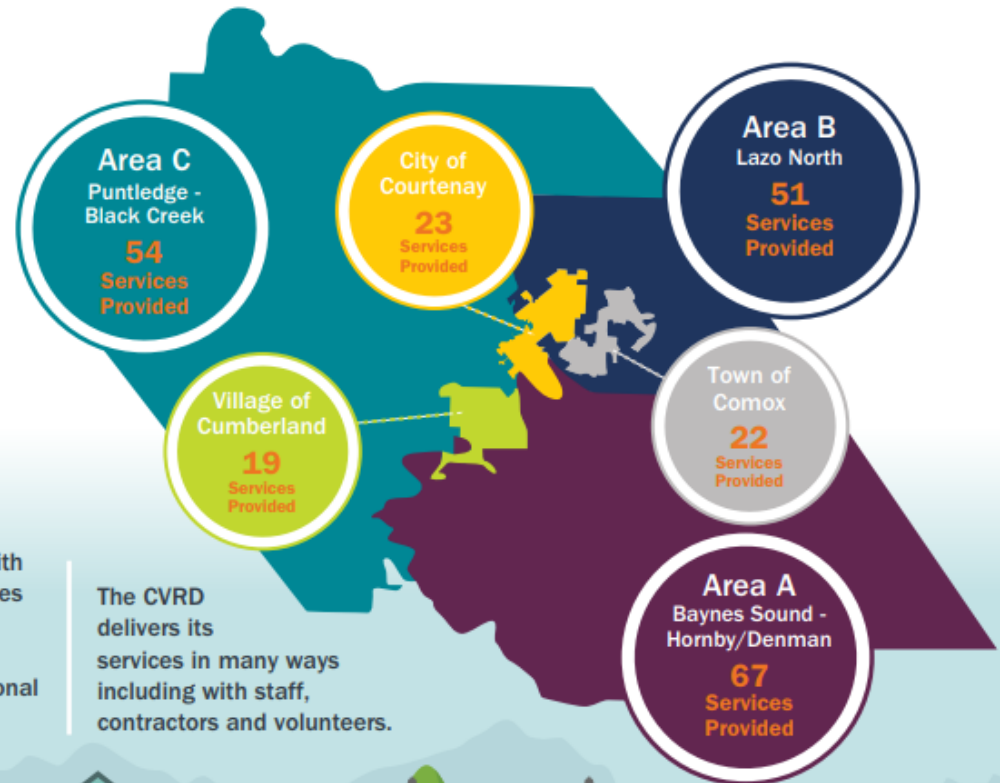 Area C
Puntledge -
Black Creek
54
Services
Provided
City of
Courtenay
23
Services
Provided
Area B
Lazo North
51
Services
Provided
Village of
Cumberland
19
Services
Provided
Town of
Comox
22
Services
Provided
Area A
Baynes Sound -
Hornby/Denman
67
Services
Provided
The CVRD
delivers its
services in many ways
including with staff,
contractors and volunteers.